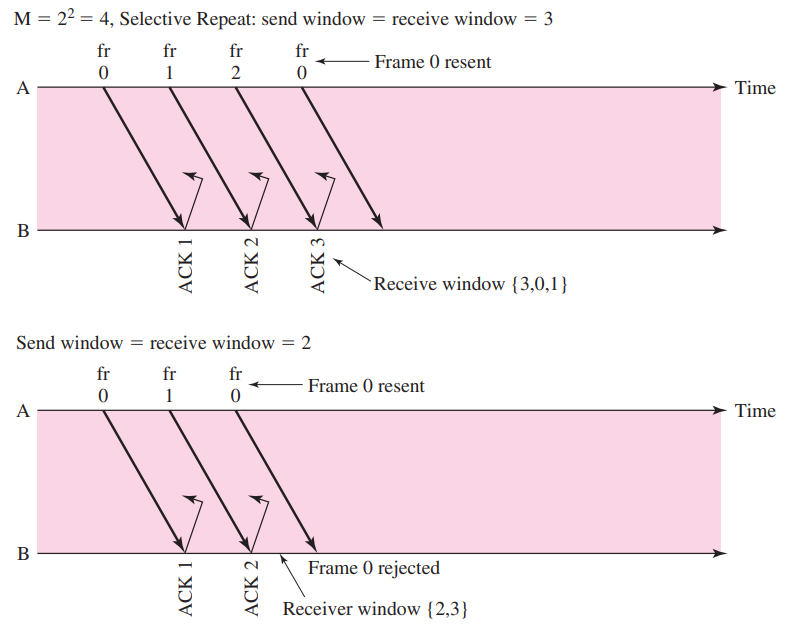 M = 2² = 4, Selective Repeat: send window = receive window = 3
fr fr fr fr
0 1 2 0
Frame 0 resent
A
Time
B
ACK 1
ACK 2
ACK 3
Receive window {3,0,1}
Send window = receive window = 2
fr fr fr
0 1 0
Frame 0 resent
A
Time
B
ACK 1
ACK 2
Frame 0 rejected
Receiver window {2,3}